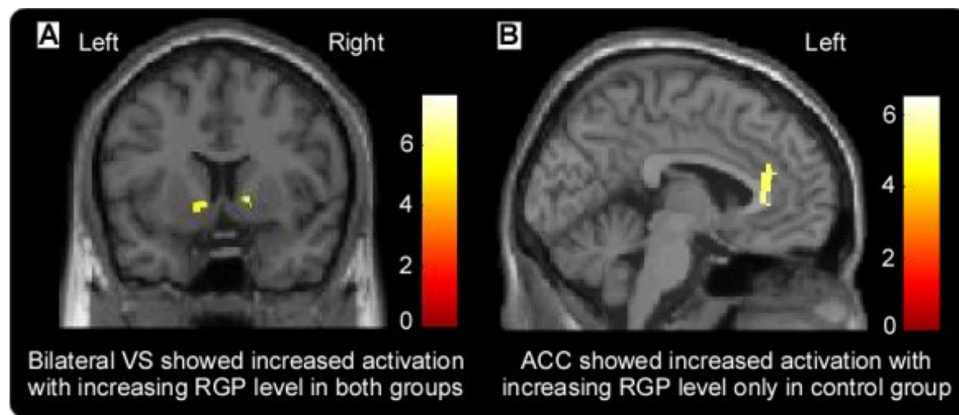 A
Left
Right
6
4
2
0
Bilateral VS showed increased activation
with increasing RGP level in both groups
B
Left
6
4
2
0
ACC showed increased activation with
increasing RGP level only in control group